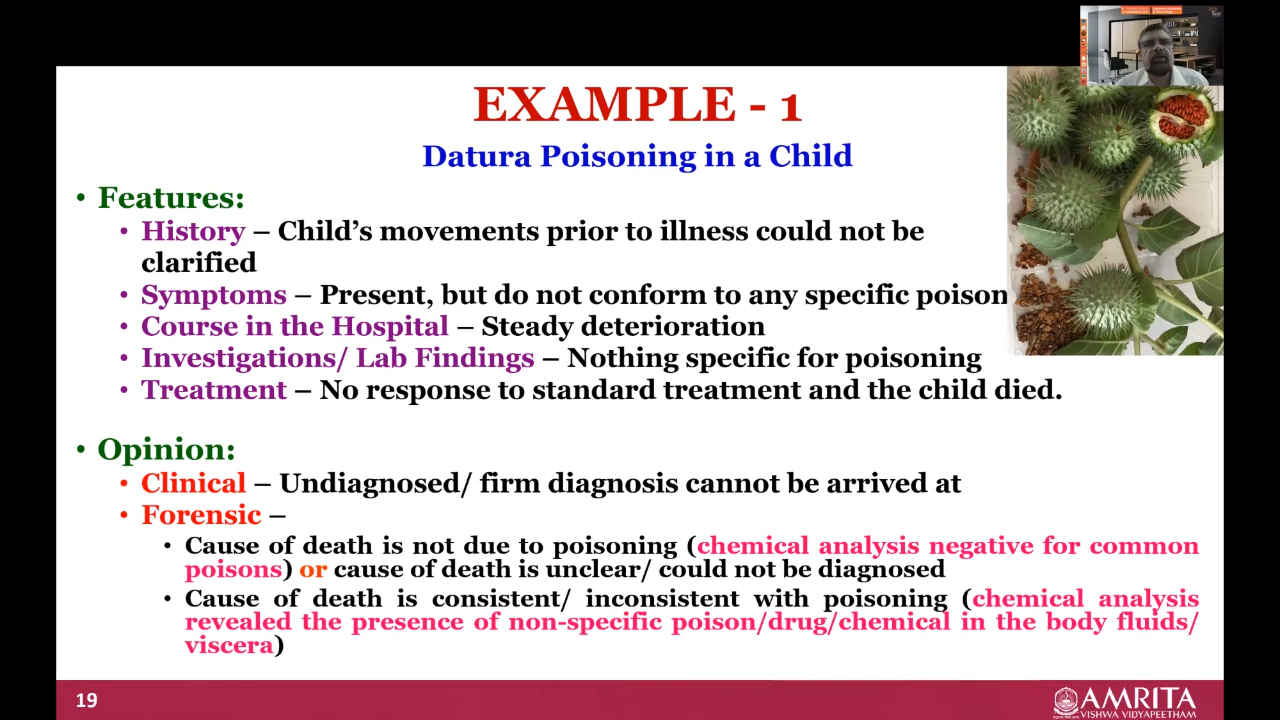 EXAMPLE - 1
Datura Poisoning in a Child
• Features:
• History – Child's movements prior to illness could not be
clarified
• Symptoms – Present, but do not conform to any specific poison
• Course in the Hospital – Steady deterioration
• Investigations/ Lab Findings – Nothing specific for poisoning
• Treatment – No response to standard treatment and the child died.
• Opinion:
• Clinical – Undiagnosed/ firm diagnosis cannot be arrived at
• Forensic –
• Cause of death is not due to poisoning (chemical analysis negative for common
poisons) or cause of death is unclear/ could not be diagnosed
• Cause of death is consistent/ inconsistent with poisoning (chemical analysis
revealed the presence of non-specific poison/drug/chemical in the body fluids/
viscera)
19
AMRITA
VISHWA VIDYAPEETHAM